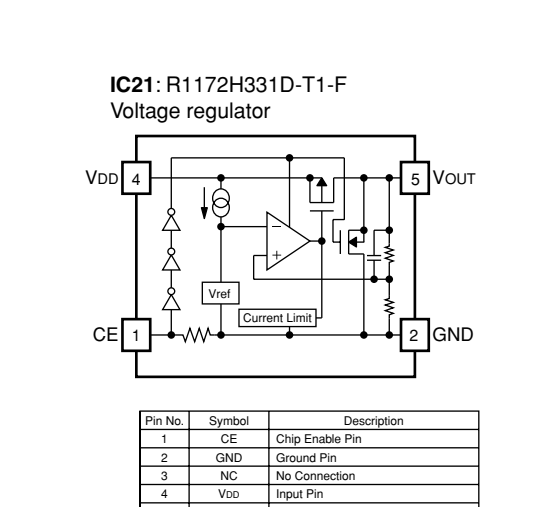 IC21: R1172H331D-T1-F
Voltage regulator
VDD 4
5 VOUT
−
+
Vref
Current Limit
CE 1
2 GND
Pin No. Symbol Description
1 CE Chip Enable Pin
2 GND Ground Pin
3 NC No Connection
4 VDD Input Pin